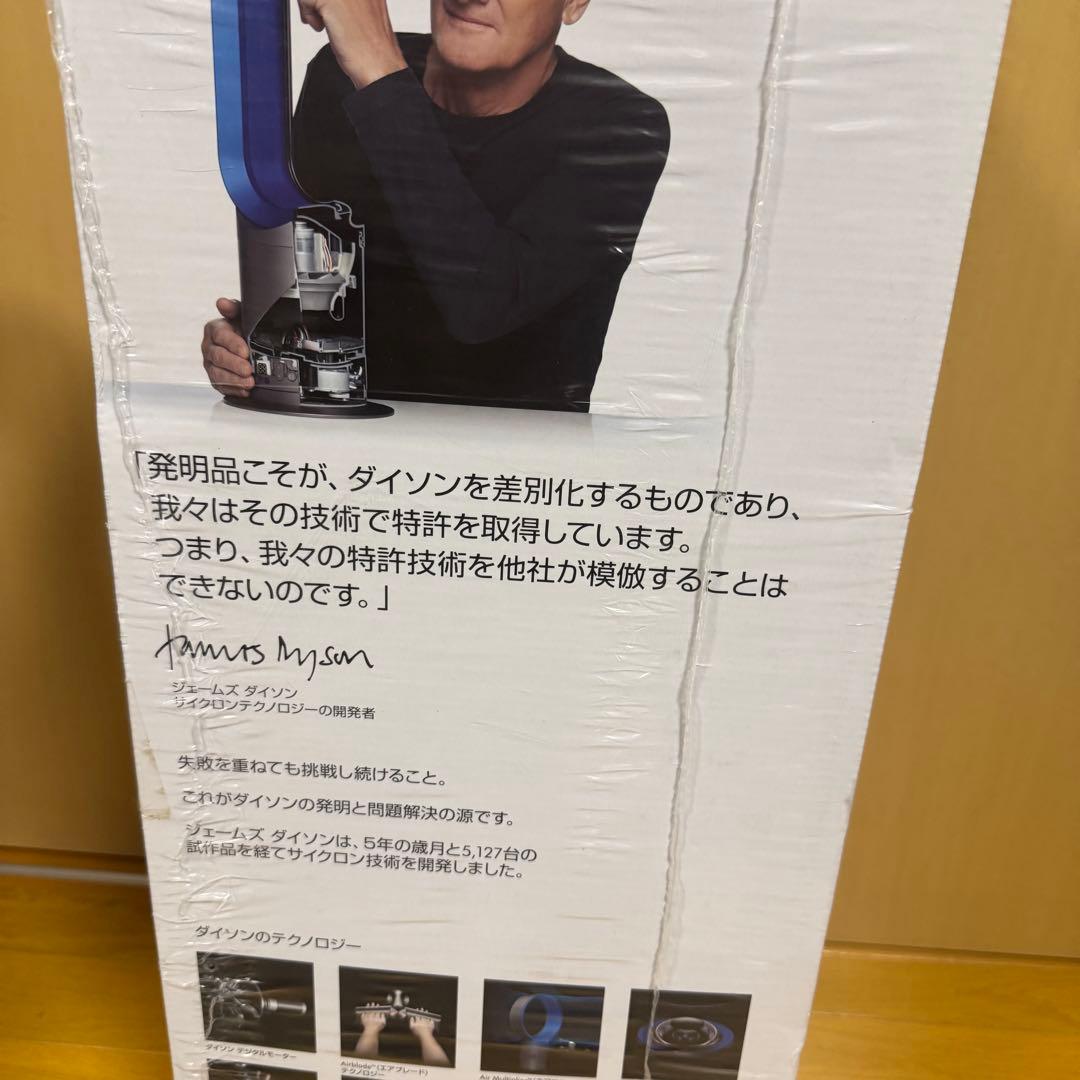 「発明品こそが、ダイソンを差別化するものであり、
我々はその技術で特許を取得しています。
つまり、我々の特許技術を他社が模倣することは
できないのです。」
James Dyson
ジェームズ ダイソン
サイクロンテクノロジーの開発者
失敗を重ねても挑戦し続けること。
これがダイソンの発明と問題解決の源です。
ジェームズ ダイソンは、5年の歳月と5,127台の
試作品を経てサイクロン技術を開発しました。
ダイソンのテクノロジー
ダイソン デジタルモーター
Airblade™(エアブレード)
テクノロジー
Air Multiplier™